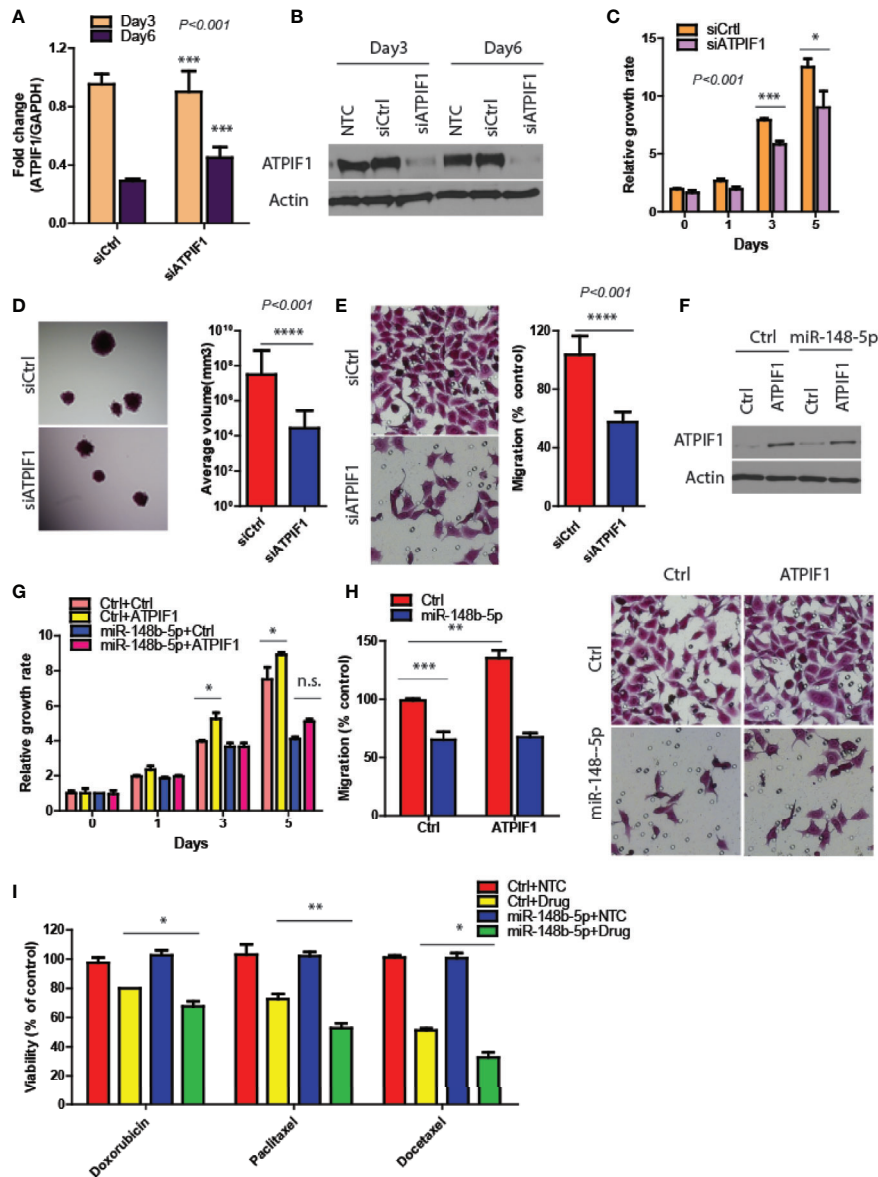 A
Day3
Day6
P<0.001
***
***
Fold change
(ATPIF1/GAPDH)
1.2
0.8
0.4
0.0
siCtrl
siATPIF1
B
Day3
Day6
NTC
siCtrl
siATPIF1
NTC
siCtrl
siATPIF1
ATPIF1
Actin
C
siCrtl
siATPIF1
P<0.001
***
*
Relative growth rate
15
10
5
0
0 1 3 5
Days
D
siCtrl
siATPIF1
P<0.001
****
Average volume(mm3)
10^10
10^8
10^6
10^4
10^2
10^0
siCtrl
siATPIF1
E
siCtrl
siATPIF1
P<0.001
****
Migration (% control)
120
80
40
0
siCtrl
siATPIF1
F
Ctrl
miR-148-5p
Ctrl
ATPIF1
Ctrl
ATPIF1
ATPIF1
Actin
G
Ctrl+Ctrl
Ctrl+ATPIF1
miR-148b-5p+Ctrl
miR-148b-5p+ATPIF1
*
*
n.s.
Relative growth rate
10
8
6
4
2
0
0 1 3 5
Days
H
Ctrl
miR-148b-5p
**
***
Migration (% control)
150
100
50
0
Ctrl
ATPIF1
Ctrl
ATPIF1
Ctrl
miR-148--5p
I
Ctrl+NTC
Ctrl+Drug
miR-148b-5p+NTC
miR-148b-5p+Drug
*
**
*
Viability (% of control)
120
100
80
60
40
20
0
Doxorubicin
Paclitaxel
Docetaxel